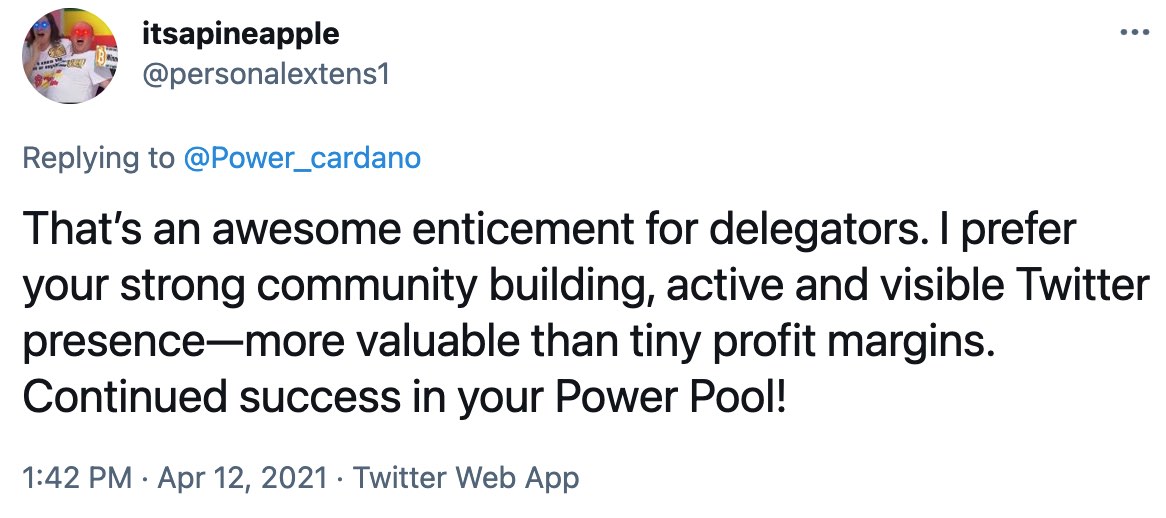 itsapineapple
@personalextens1
Replying to @Power_cardano
That’s an awesome enticement for delegators. I prefer
your strong community building, active and visible Twitter
presence—more valuable than tiny profit margins.
Continued success in your Power Pool!
1:42 PM · Apr 12, 2021 · Twitter Web App